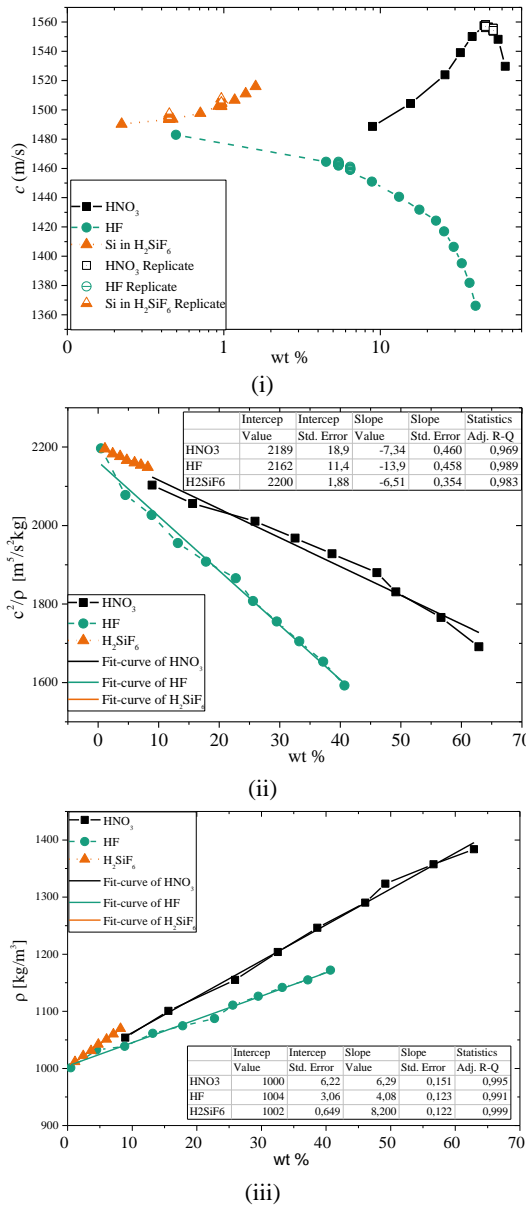 1560
1540
1520
1500
1480
1460
1440
1420
1400
1380
1360
c (m/s)
HNO3
HF
Si in H2SiF6
HNO3 Replicate
HF Replicate
Si in H2SiF6 Replicate
0 1 10
wt %
(i)
Intercep Intercep Slope Slope Statistics
Value Std. Error Value Std. Error Adj. R-Q
HNO3 2189 18,9 -7,34 0,460 0,969
HF 2162 11,4 -13,9 0,458 0,989
H2SiF6 2200 1,88 -6,51 0,354 0,983
2200
2000
1800
1600
c2/ρ [m5/s2kg]
HNO3
HF
H2SiF6
Fit-curve of HNO3
Fit-curve of HF
Fit-curve of H2SiF6
0 10 20 30 40 50 60 70
wt %
(ii)
HNO3
HF
H2SiF6
Fit-curve of HNO3
Fit-curve of HF
Fit-curve of H2SiF6
1400
1300
1200
1100
1000
900
ρ [kg/m3]
Intercep Intercep Slope Slope Statistics
Value Std. Error Value Std. Error Adj. R-Q
HNO3 1000 6,22 6,29 0,151 0,995
HF 1004 3,06 4,08 0,123 0,991
H2SiF6 1002 0,649 8,200 0,122 0,999
0 10 20 30 40 50 60 70
wt %
(iii)